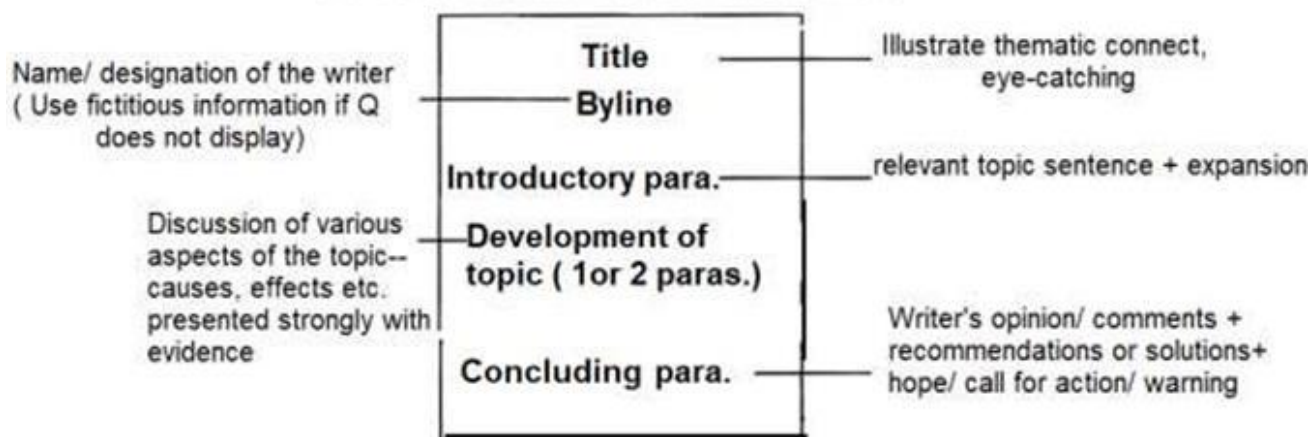 Title
Illustrate thematic connect,
eye-catching
Name/ designation of the writer
( Use fictitious information if Q
does not display)
Byline
Introductory para.
relevant topic sentence + expansion
Discussion of various
aspects of the topic--
causes, effects etc.
presented strongly with
evidence
Development of
topic ( 1or 2 paras.)
Concluding para.
Writer's opinion/ comments +
recommendations or solutions+
hope/ call for action/ warning